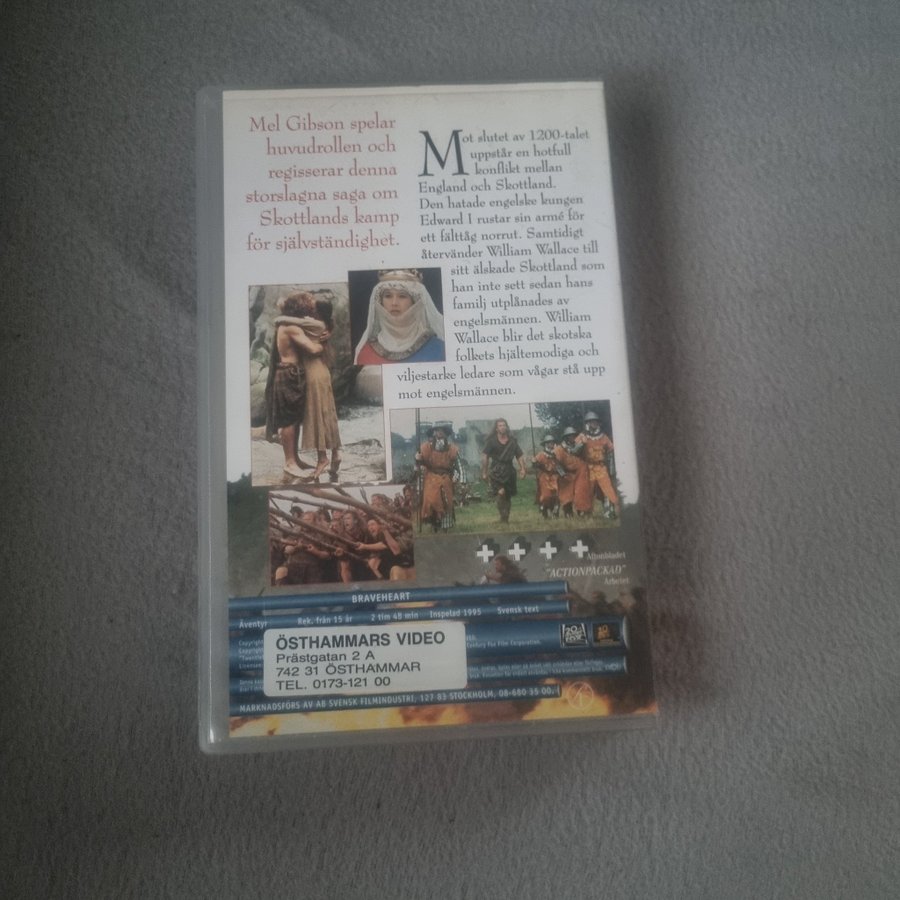 Mel Gibson spelar
huvudrollen och
regisserar denna
storslagna saga om
Skottlands kamp
för självständighet.
Mot slutet av 1200-talet
uppstår en hotfull
konflikt mellan
England och Skottland.
Den hatade engelske kungen
Edward I rustar sin armé för
ett fälttåg norrut. Samtidigt
återvänder William Wallace till
sitt älskade Skottland som
han inte sett sedan hans
familj utplånades av
engelsmännen. William
Wallace blir det skotska
folkets hjältemodiga och
viljestarke ledare som vågar stå upp
mot engelsmännen.
Aftonbladet
"ACTIONPACKAD"
Arbetet
BRAVEHEART
Äventyr Rek. från 15 år 2 tim 48 min Inspelad 1995 Svensk text
Century Fox Film Corporation.
ÖSTHAMMARS VIDEO
Prästgatan 2 A
742 31 ÖSTHAMMAR
TEL. 0173-121 00
MARKNADSFÖRS AV AB SVENSK FILMINDUSTRI, 127 83 STOCKHOLM, 08-680 35 00.